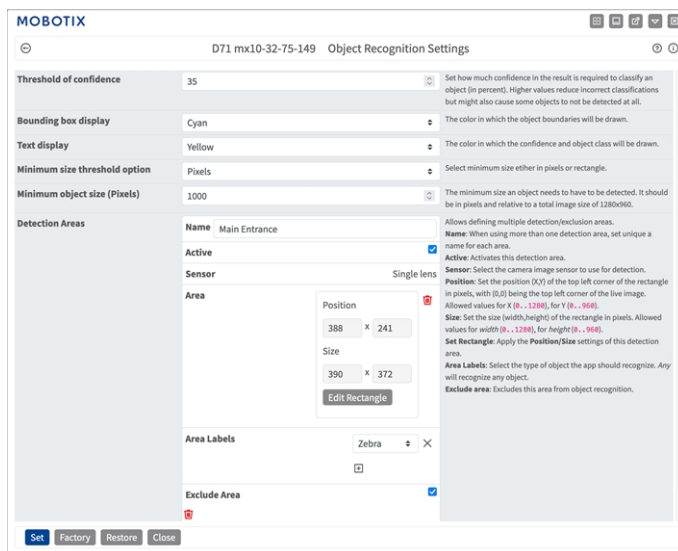 MOBOTIX
D71 mx10-32-75-149 Object Recognition Settings
Threshold of confidence
35
Set how much confidence in the result is required to classify an
object (in percent). Higher values reduce incorrect classifications
but might also cause some objects to not be detected at all.
Bounding box display
Cyan
The color in which the object boundaries will be drawn.
Text display
Yellow
The color in which the confidence and object class will be drawn.
Minimum size threshold option
Pixels
Select minimum size etiher in pixels or rectangle.
Minimum object size (Pixels)
1000
The minimum size an object needs to have to be detected. It should
be in pixels and relative to a total image size of 1280x960.
Detection Areas
Name Main Entrance
Active
Sensor Single lens
Area
Position
388 x 241
Size
390 x 372
Edit Rectangle
Area Labels
Zebra
Exclude Area
Allows defining multiple detection/exclusion areas.
Name: When using more than one detection area, set unique a
name for each area.
Active: Activates this detection area.
Sensor: Select the camera image sensor to use for detection.
Position: Set the position (X,Y) of the top left corner of the rectangle
in pixels, with (0,0) being the top left corner of the live image.
Allowed values for X (0..1280), for Y (0..960).
Size: Set the size (width,height) of the rectangle in pixels. Allowed
values for width (0..1280), for height (0..960).
Set Rectangle: Apply the Position/Size settings of this detection
area.
Area Labels: Select the type of object the app should recognize. Any
will recognize any object.
Exclude area: Excludes this area from object recognition.
Set Factory Restore Close